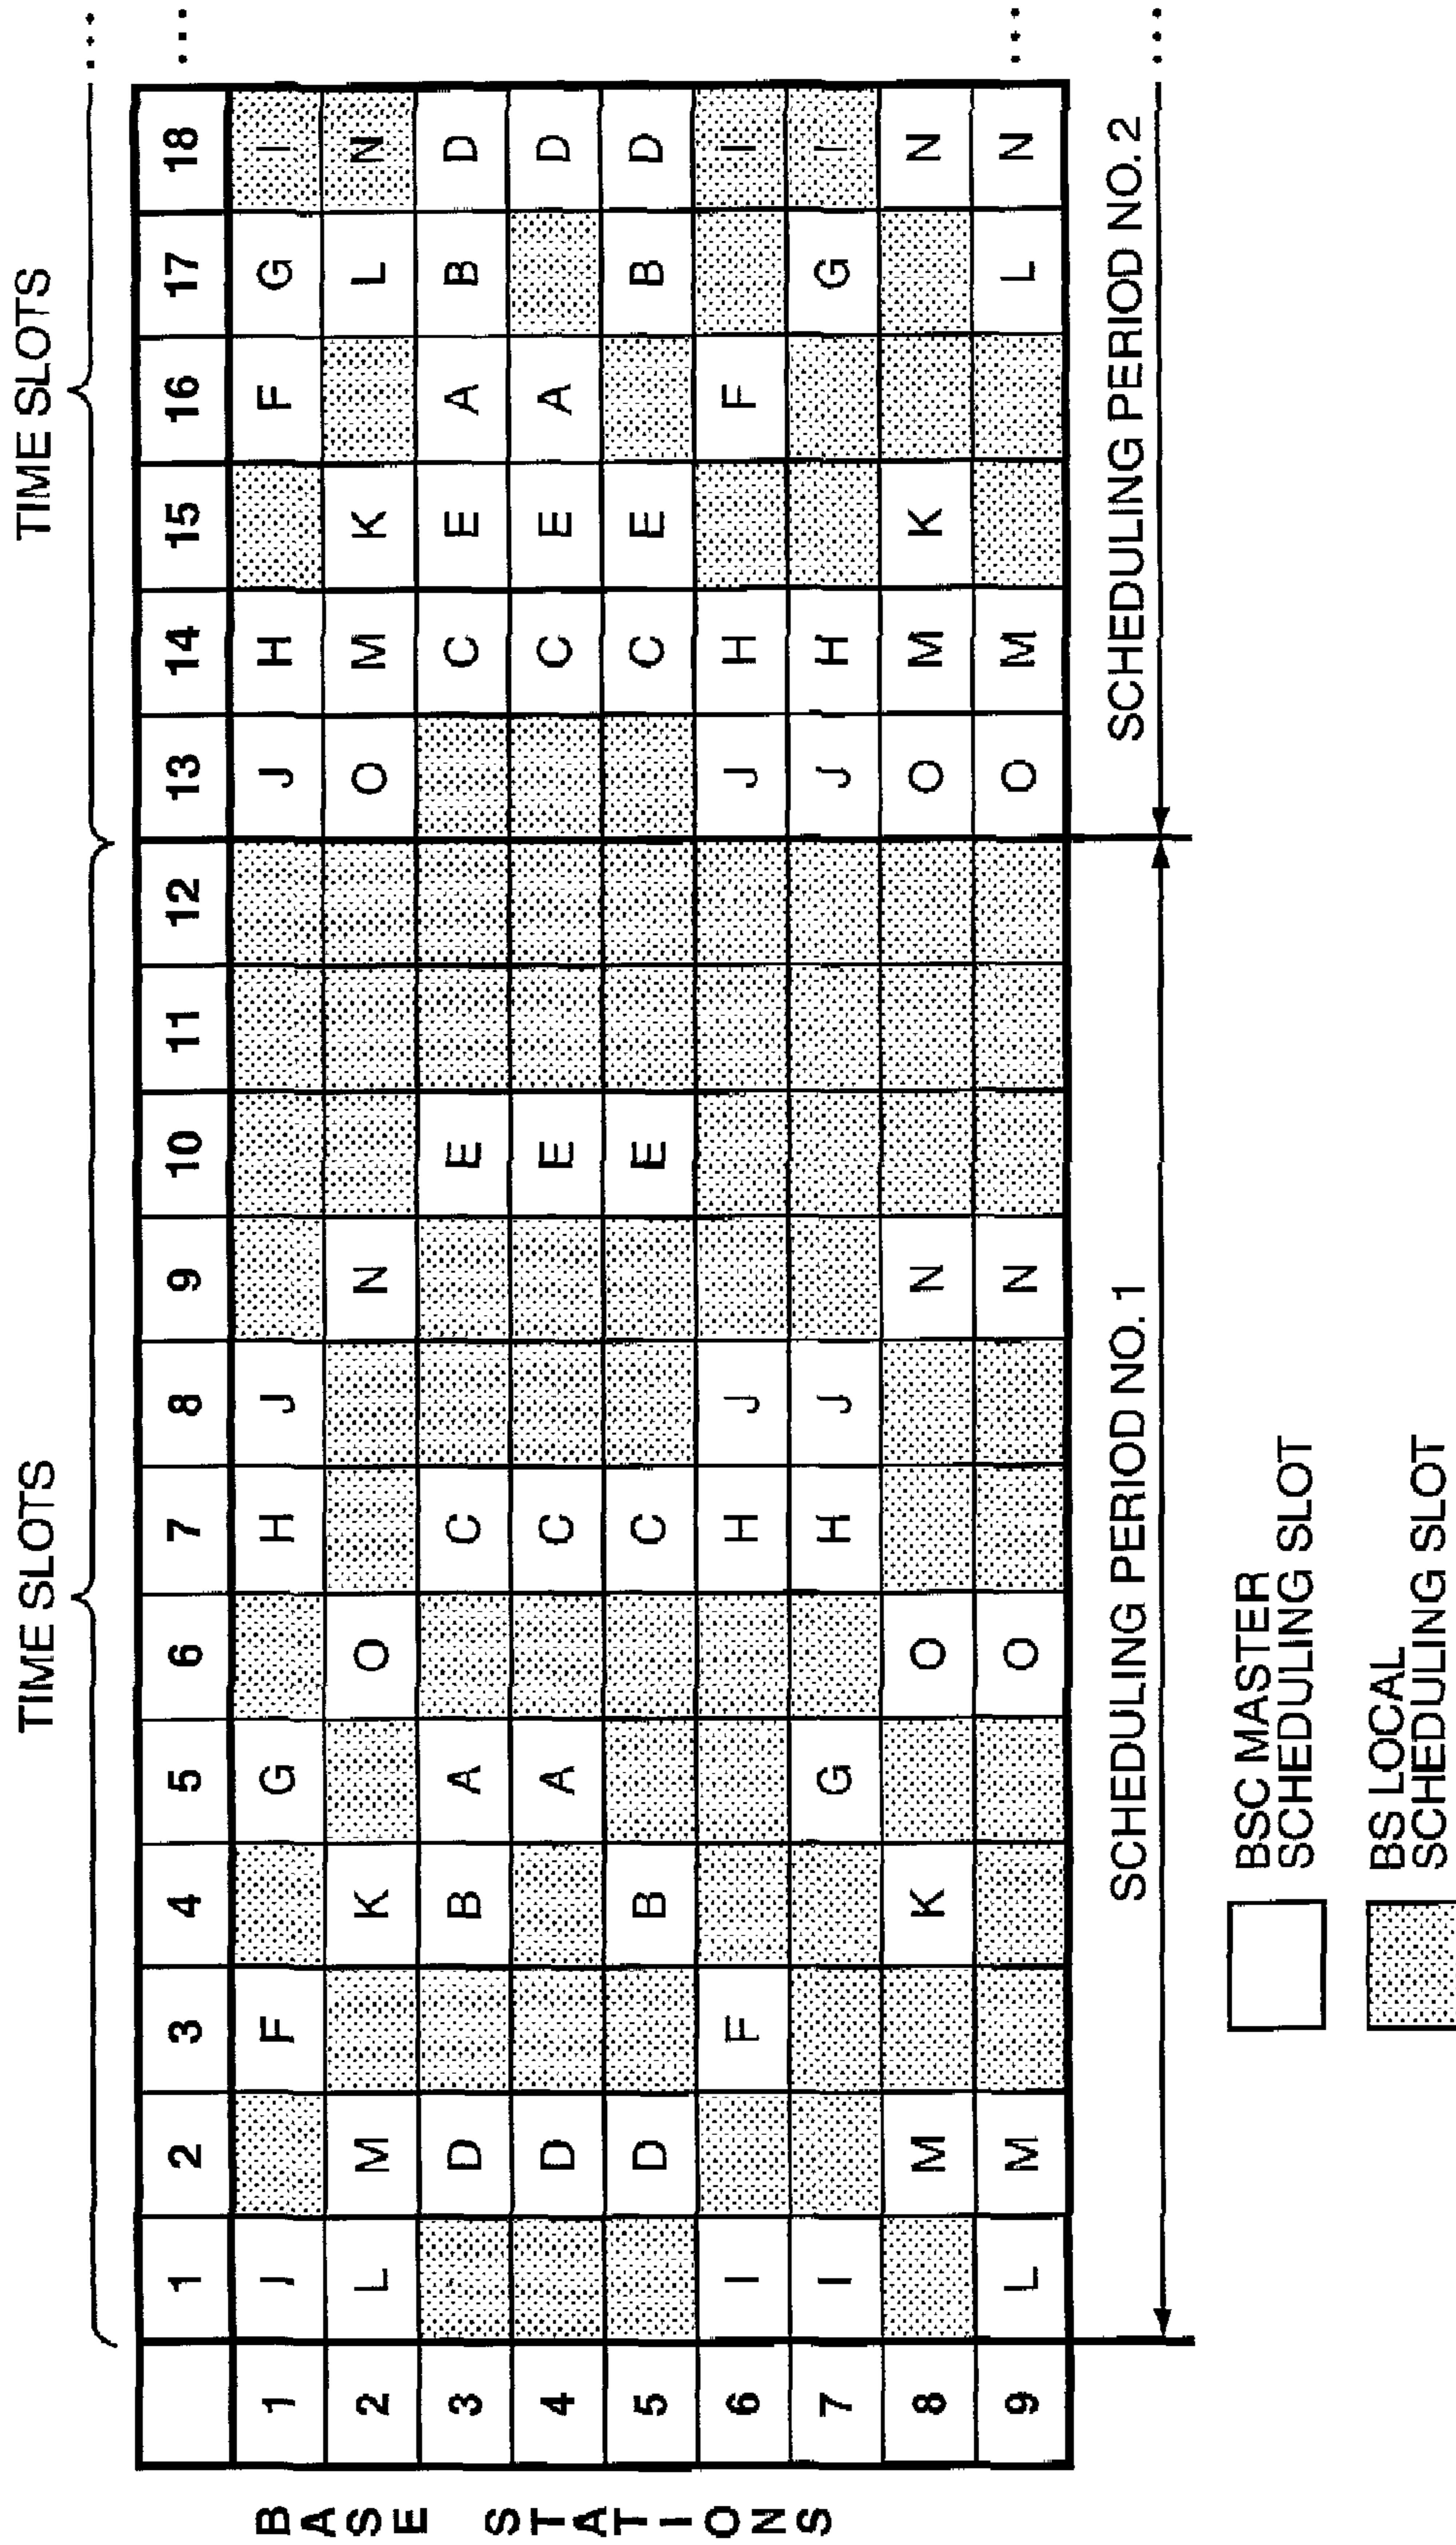 TIME SLOTS TIME SLOTS ...
1 2 3 4 5 6 7 8 9 10 11 12 13 14 15 16 17 18 ...
BASE STATIONS
1 I F G H J J H F G I
2 L M K O N O M K L N
3 D B A C E C E A B D
4 D A C E C E A D
5 D B C E C E B D
6 I F H J J H F I
7 I G H J J H G I
8 M K O N O M K N
9 L M O N O M L N ...
SCHEDULING PERIOD NO. 1 SCHEDULING PERIOD NO. 2 ...
BSC MASTER
SCHEDULING SLOT
BS LOCAL
SCHEDULING SLOT